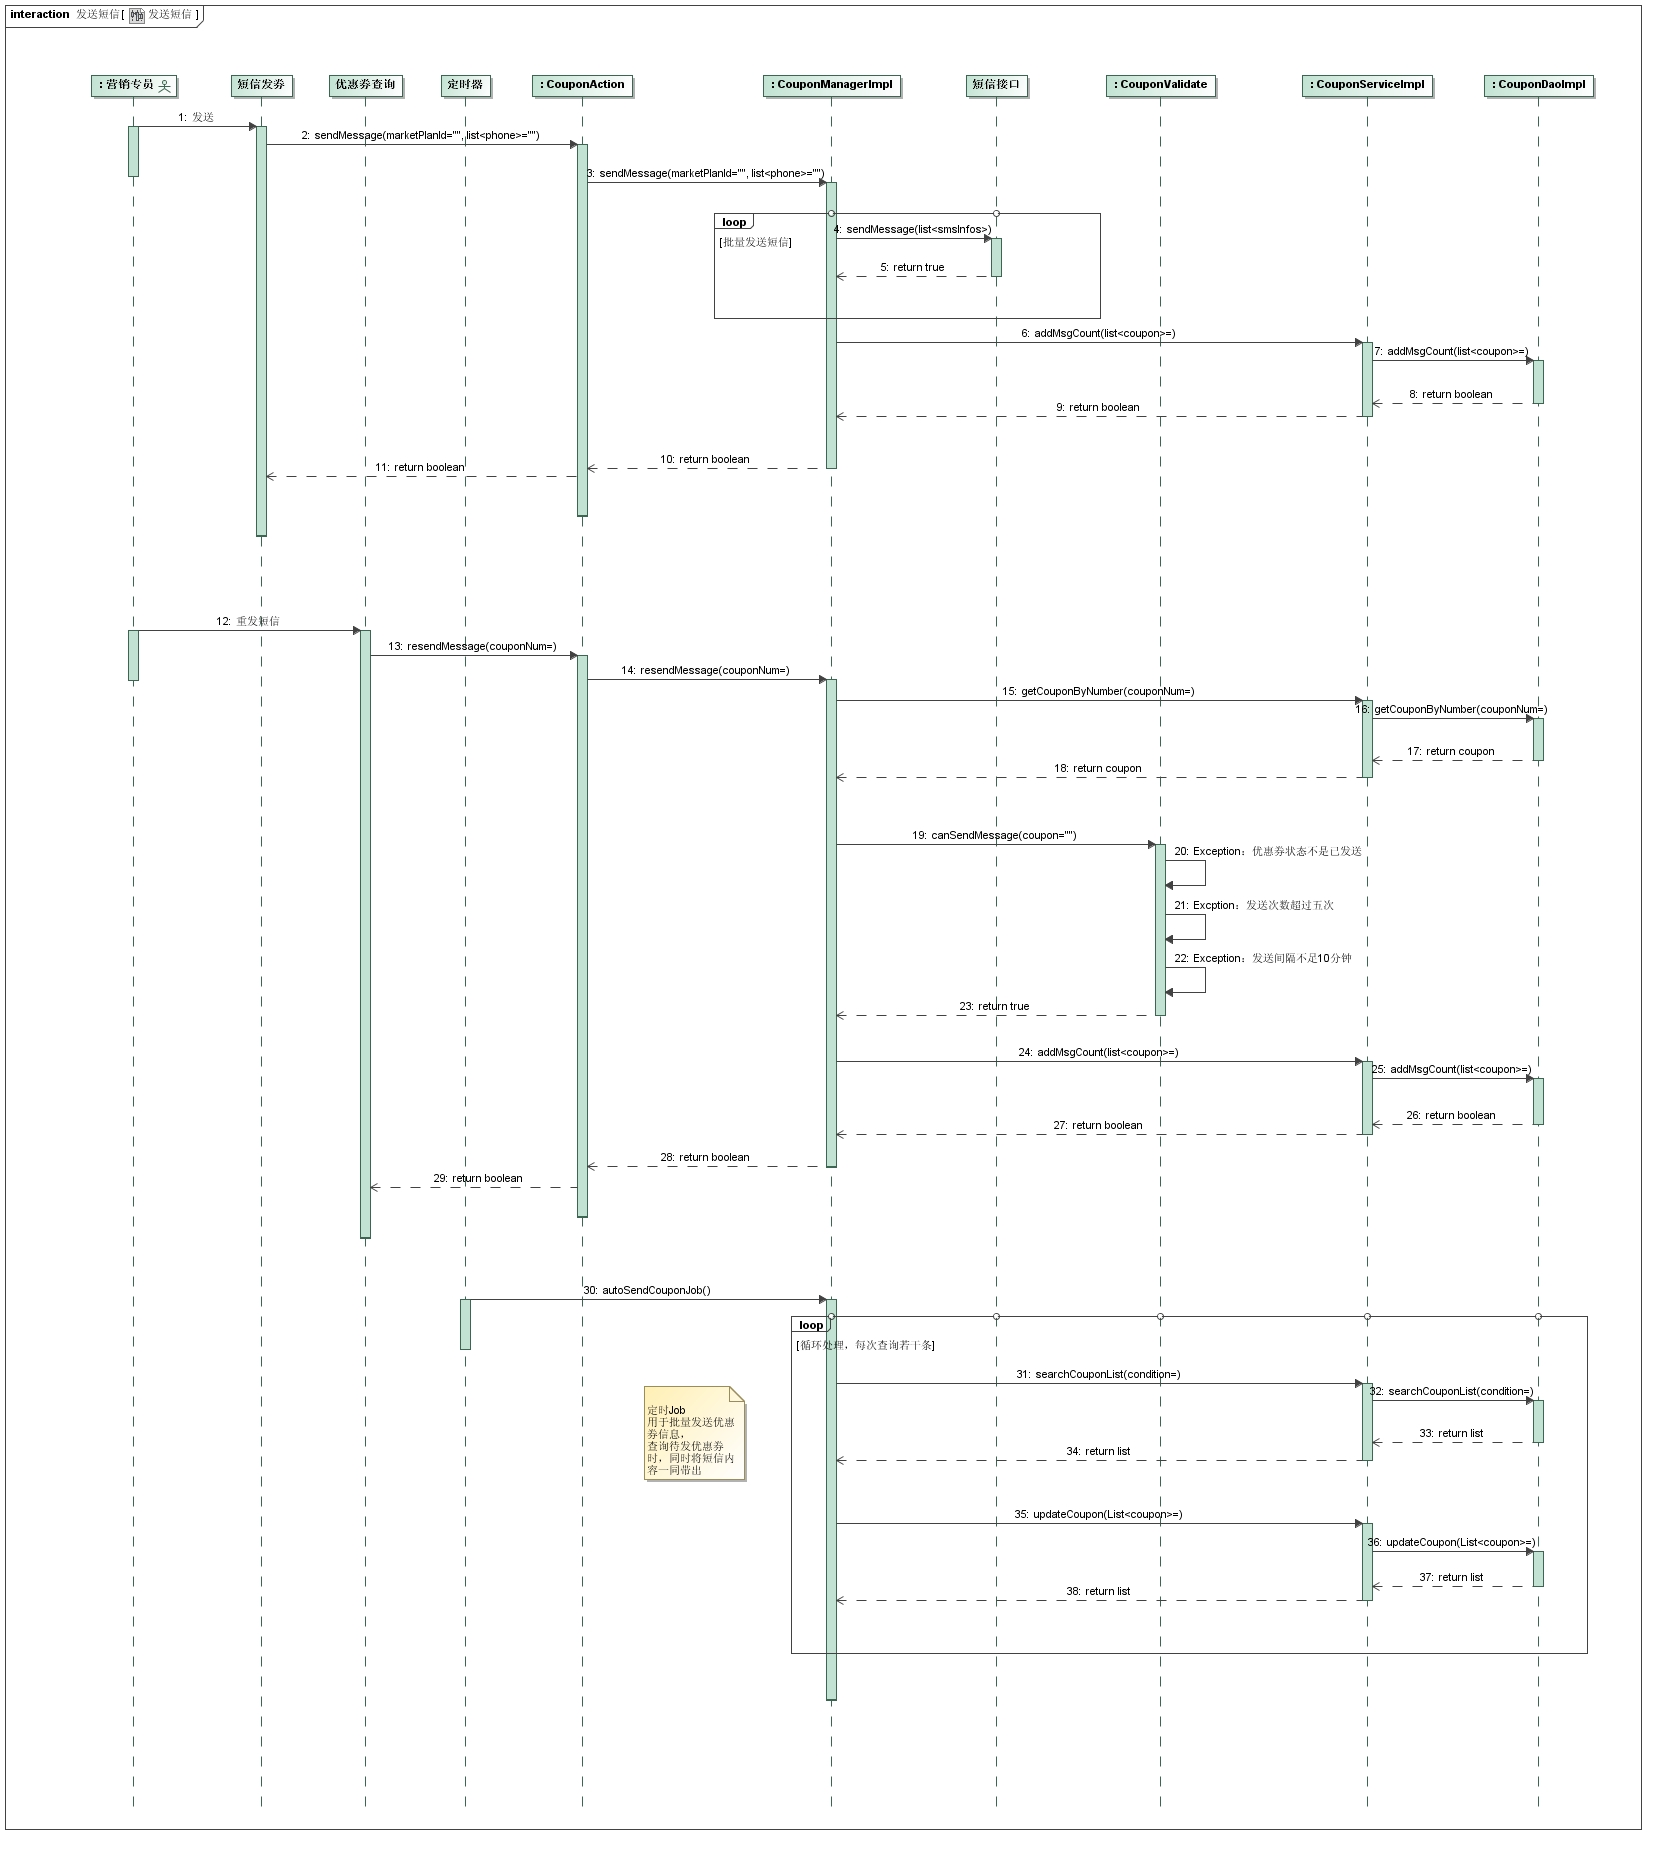 interaction 发送短信[ 发送短信 ]
: 营销专员
短信发券
优惠券查询
定时器
: CouponAction
: CouponManagerImpl
短信接口
: CouponValidate
: CouponServiceImpl
: CouponDaoImpl
1: 发送
2: sendMessage(marketPlanId="", list<phone>="")
3: sendMessage(marketPlanId="", list<phone>="")
loop
[批量发送短信]
4: sendMessage(list<smsInfos>)
5: return true
6: addMsgCount(list<coupon>=)
7: addMsgCount(list<coupon>=)
8: return boolean
9: return boolean
10: return boolean
11: return boolean
12: 重发短信
13: resendMessage(couponNum=)
14: resendMessage(couponNum=)
15: getCouponByNumber(couponNum=)
16: getCouponByNumber(couponNum=)
17: return coupon
18: return coupon
19: canSendMessage(coupon="")
20: Exception：优惠券状态不是已发送
21: Excption：发送次数超过五次
22: Exception：发送间隔不足10分钟
23: return true
24: addMsgCount(list<coupon>=)
25: addMsgCount(list<coupon>=)
26: return boolean
27: return boolean
28: return boolean
29: return boolean
30: autoSendCouponJob()
loop
[循环处理，每次查询若干条]
31: searchCouponList(condition=)
32: searchCouponList(condition=)
33: return list
34: return list
定时Job
用于批量发送优惠
券信息，
查询待发优惠券
时，同时将短信内
容一同带出
35: updateCoupon(List<coupon>=)
36: updateCoupon(List<coupon>=)
37: return list
38: return list